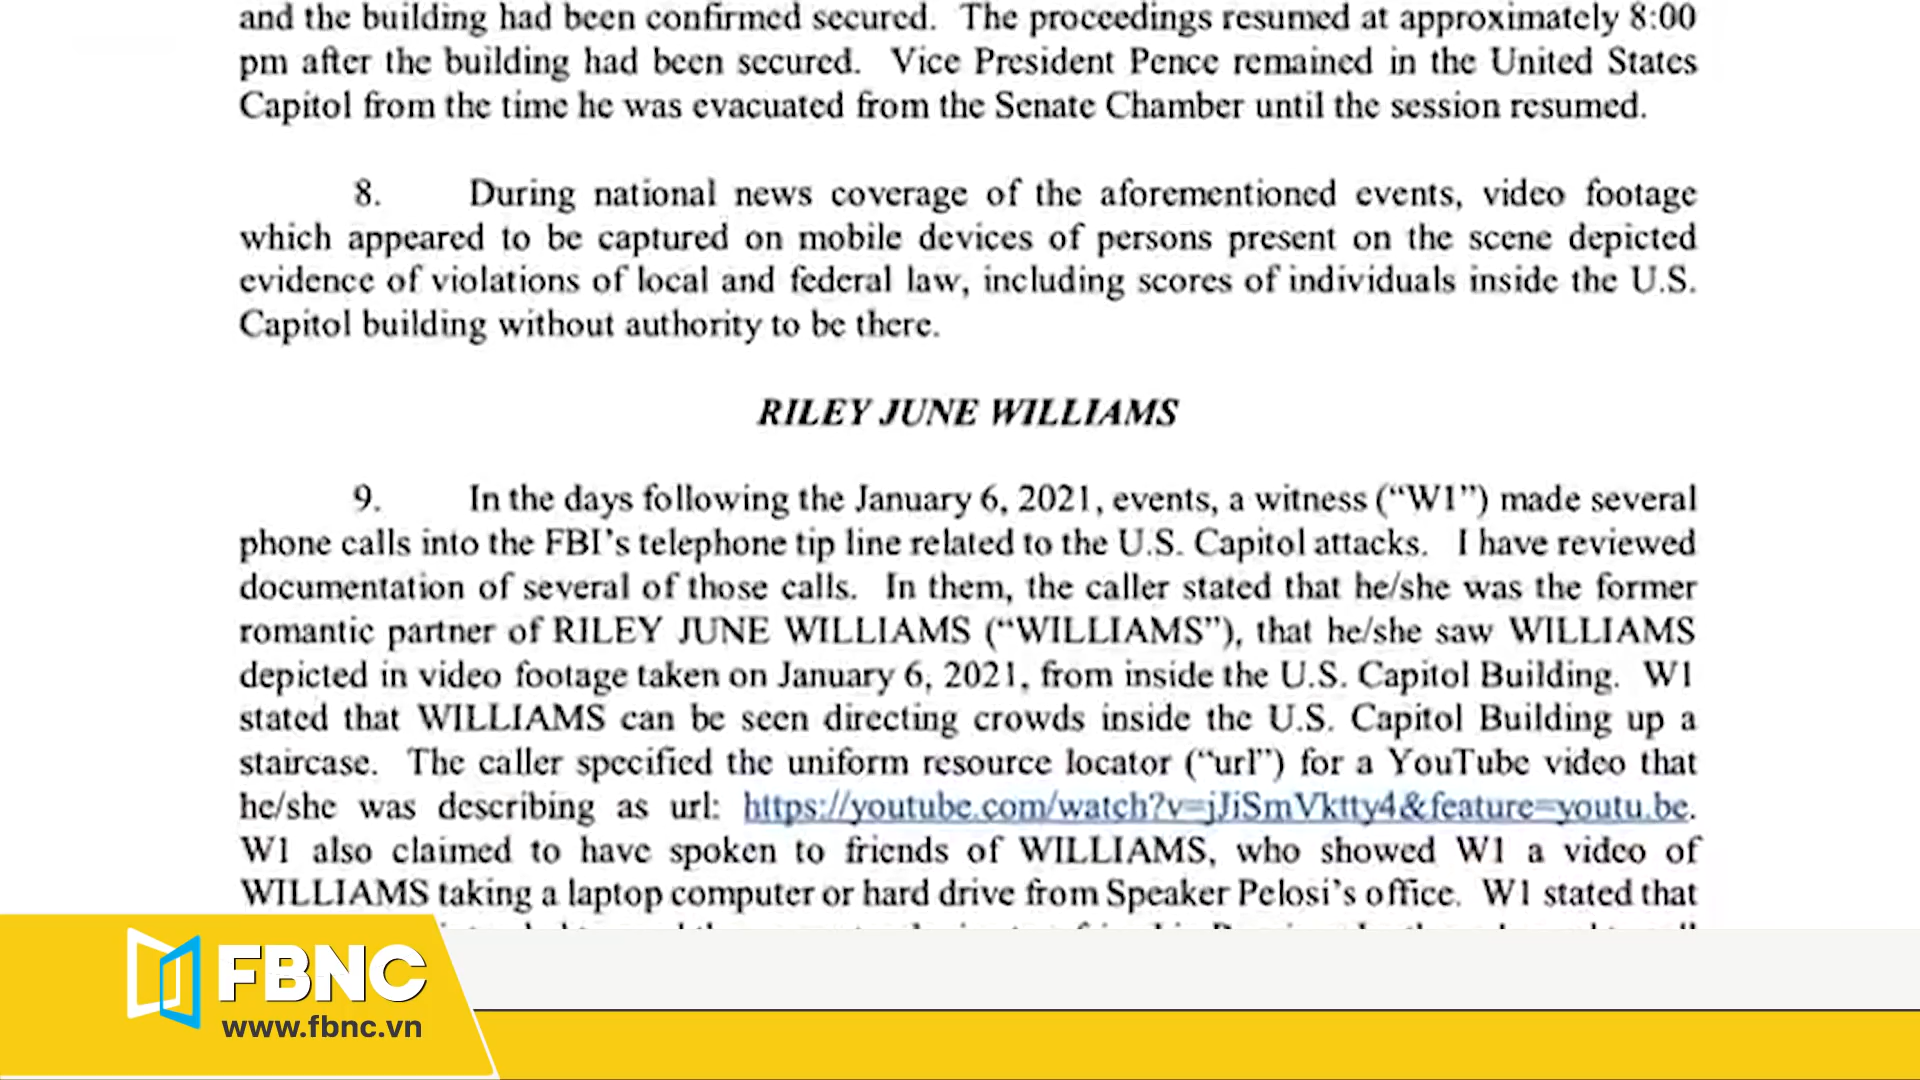 and the building had been confirmed secured. The proceedings resumed at approximately 8:00
pm after the building had been secured. Vice President Pence remained in the United States
Capitol from the time he was evacuated from the Senate Chamber until the session resumed.
8. During national news coverage of the aforementioned events, video footage
which appeared to be captured on mobile devices of persons present on the scene depicted
evidence of violations of local and federal law, including scores of individuals inside the U.S.
Capitol building without authority to be there.
RILEY JUNE WILLIAMS
9. In the days following the January 6, 2021, events, a witness (“W1”) made several
phone calls into the FBI’s telephone tip line related to the U.S. Capitol attacks. I have reviewed
documentation of several of those calls. In them, the caller stated that he/she was the former
romantic partner of RILEY JUNE WILLIAMS (“WILLIAMS”), that he/she saw WILLIAMS
depicted in video footage taken on January 6, 2021, from inside the U.S. Capitol Building. W1
stated that WILLIAMS can be seen directing crowds inside the U.S. Capitol Building up a
staircase. The caller specified the uniform resource locator (“url”) for a YouTube video that
he/she was describing as url: https://youtube.com/watch?v=jJiSmVktty4&feature=youtu.be.
W1 also claimed to have spoken to friends of WILLIAMS, who showed W1 a video of
WILLIAMS taking a laptop computer or hard drive from Speaker Pelosi’s office. W1 stated that
FBNC
www.fbnc.vn